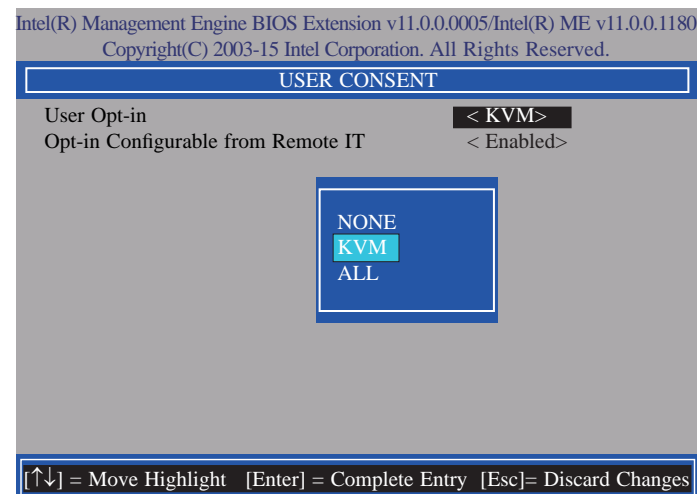 Intel(R) Management Engine BIOS Extension v11.0.0.0005/Intel(R) ME v11.0.0.1180
Copyright(C) 2003-15 Intel Corporation. All Rights Reserved.
USER CONSENT
User Opt-in < KVM>
Opt-in Configurable from Remote IT < Enabled>
NONE
KVM
ALL
[↑↓] = Move Highlight [Enter] = Complete Entry [Esc]= Discard Changes